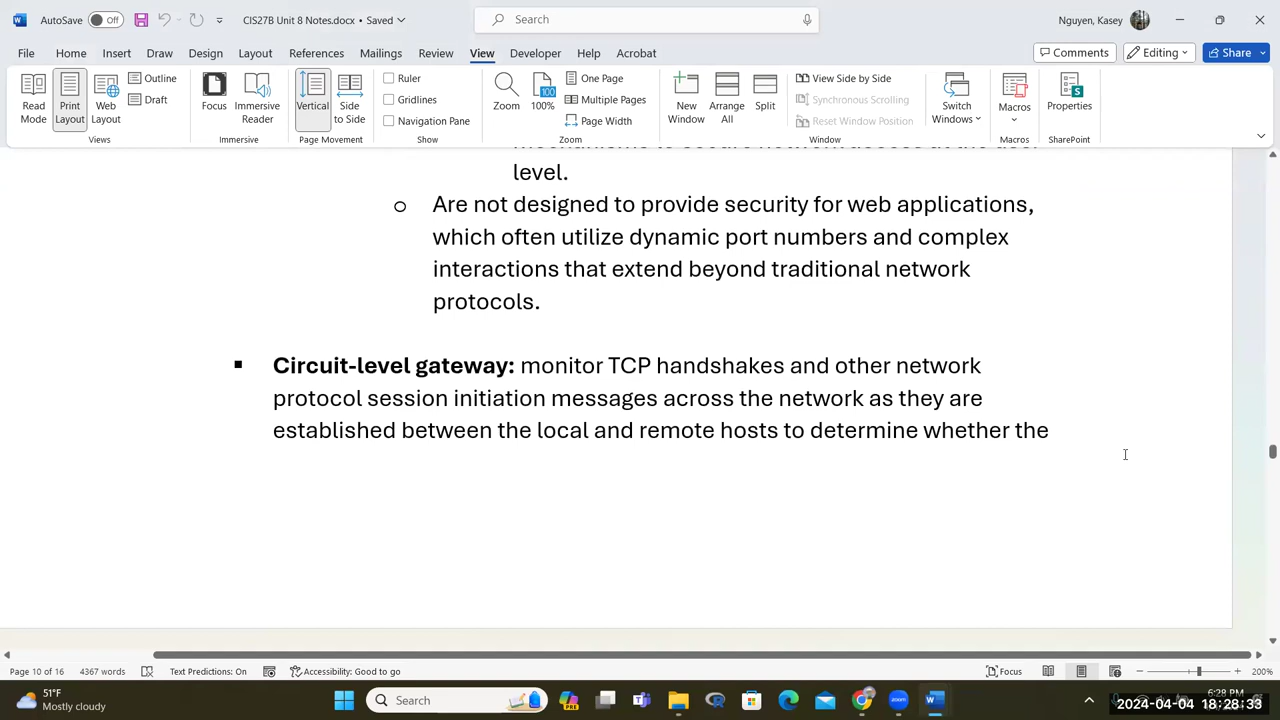 AutoSave Off CIS27B Unit 8 Notes.docx • Saved Search Nguyen, Kasey
File Home Insert Draw Design Layout References Mailings Review View Developer Help Acrobat Comments Editing Share
Read Mode
Print Layout
Web Layout
Outline
Draft
Views
Focus
Immersive Reader
Immersive
Vertical
Side to Side
Page Movement
Ruler
Gridlines
Navigation Pane
Show
Zoom
100%
One Page
Multiple Pages
Page Width
Zoom
New Window
Arrange All
Split
View Side by Side
Synchronous Scrolling
Reset Window Position
Window
Switch Windows
Macros
Macros
Properties
SharePoint
level.
o Are not designed to provide security for web applications,
which often utilize dynamic port numbers and complex
interactions that extend beyond traditional network
protocols.
▪ Circuit-level gateway: monitor TCP handshakes and other network
protocol session initiation messages across the network as they are
established between the local and remote hosts to determine whether the
Page 10 of 16 4367 words Text Predictions: On Accessibility: Good to go Focus 200%
51°F
Mostly cloudy
Search
6:28 PM
2024-04-04 18:28:33